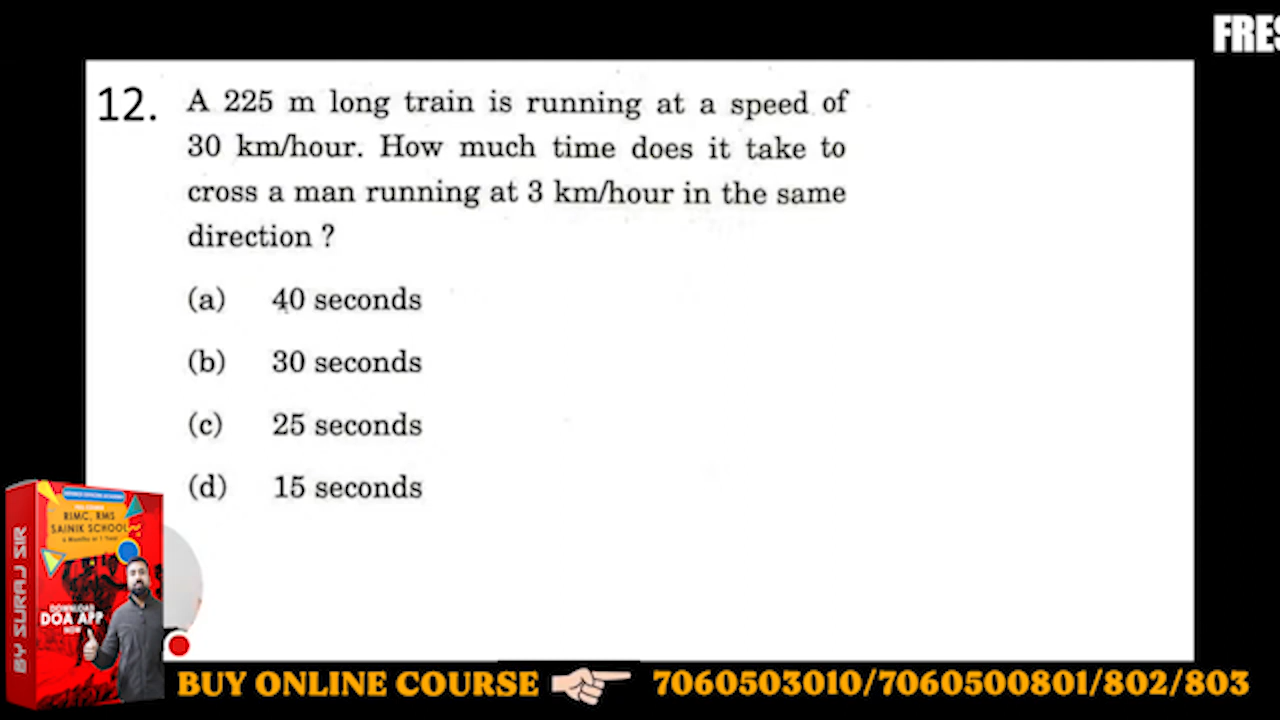 FRES
12. A 225 m long train is running at a speed of
30 km/hour. How much time does it take to
cross a man running at 3 km/hour in the same
direction ?
(a) 40 seconds
(b) 30 seconds
(c) 25 seconds
(d) 15 seconds
BY SURAJ SIR
RIMC, RMS
SAINIK SCHOOL
DOWNLOAD
DOA APP
NOW
BUY ONLINE COURSE 7060503010/7060500801/802/803